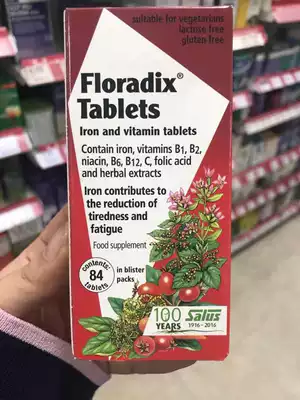 suitable for vegetarians
lactose free
gluten free
Floradix®
Tablets
Iron and vitamin tablets
Contain iron, vitamins B1, B2,
niacin, B6, B12, C, folic acid
and herbal extracts
Iron contributes to
the reduction of
tiredness and
fatigue
Food supplement
contents:
84
tablets
in blister
packs
100
YEARS
Salus
1916-2016